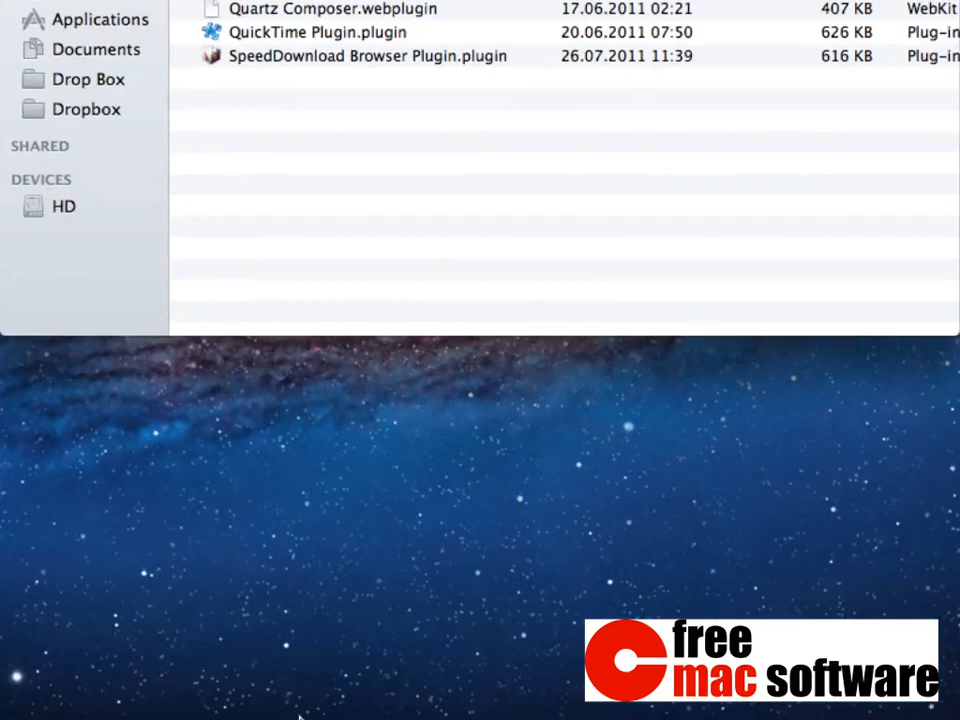 Applications
Documents
Drop Box
Dropbox
SHARED
DEVICES
HD
Quartz Composer.webplugin 17.06.2011 02:21 407 KB WebKit
QuickTime Plugin.plugin 20.06.2011 07:50 626 KB Plug-in
SpeedDownload Browser Plugin.plugin 26.07.2011 11:39 616 KB Plug-in
free
mac software